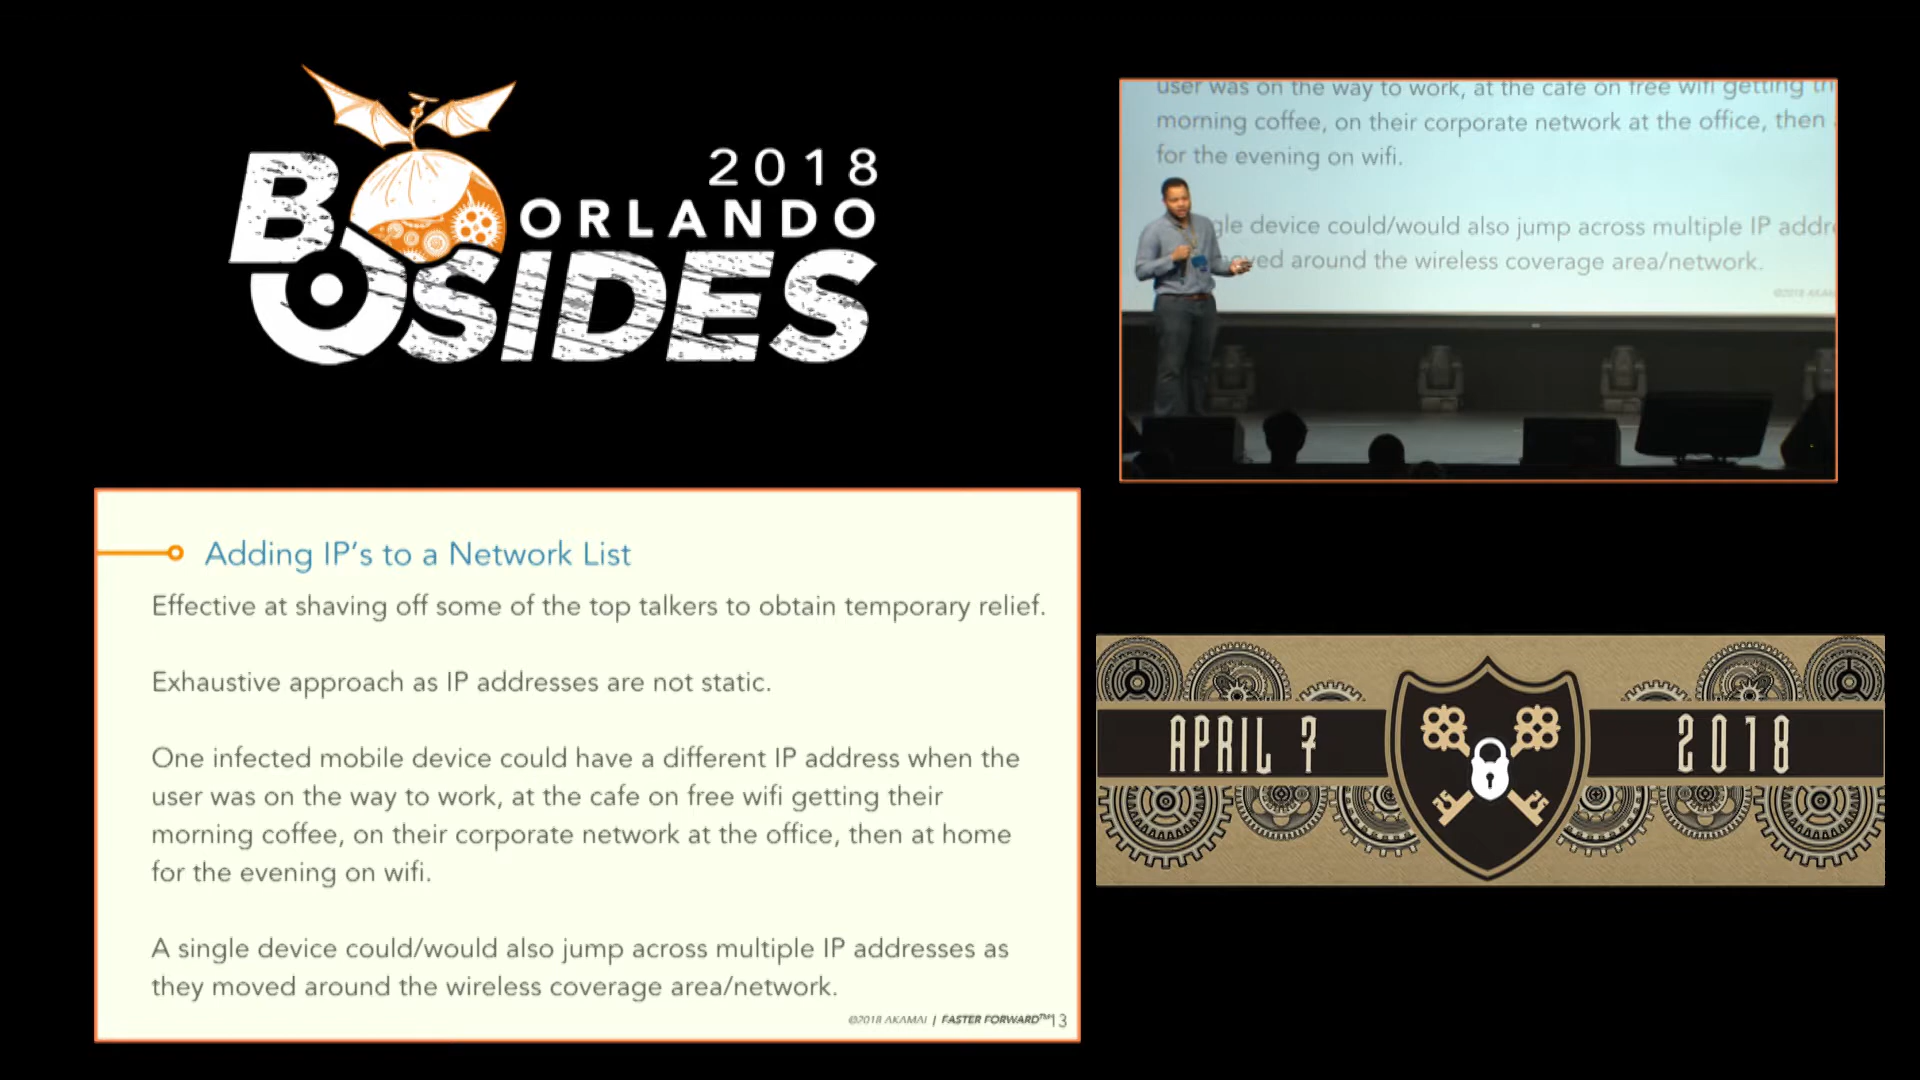 2018
ORLANDO
BSIDES
user was on the way to work, at the cafe on free wifi getting
morning coffee, on their corporate network at the office, then
for the evening on wifi.
gle device could/would also jump across multiple IP addr
ved around the wireless coverage area/network.
©2018 AKAM
Adding IP's to a Network List
Effective at shaving off some of the top talkers to obtain temporary relief.
Exhaustive approach as IP addresses are not static.
One infected mobile device could have a different IP address when the
user was on the way to work, at the cafe on free wifi getting their
morning coffee, on their corporate network at the office, then at home
for the evening on wifi.
A single device could/would also jump across multiple IP addresses as
they moved around the wireless coverage area/network.
©2018 AKAMAI | FASTER FORWARD™13
APRIL 7 2018